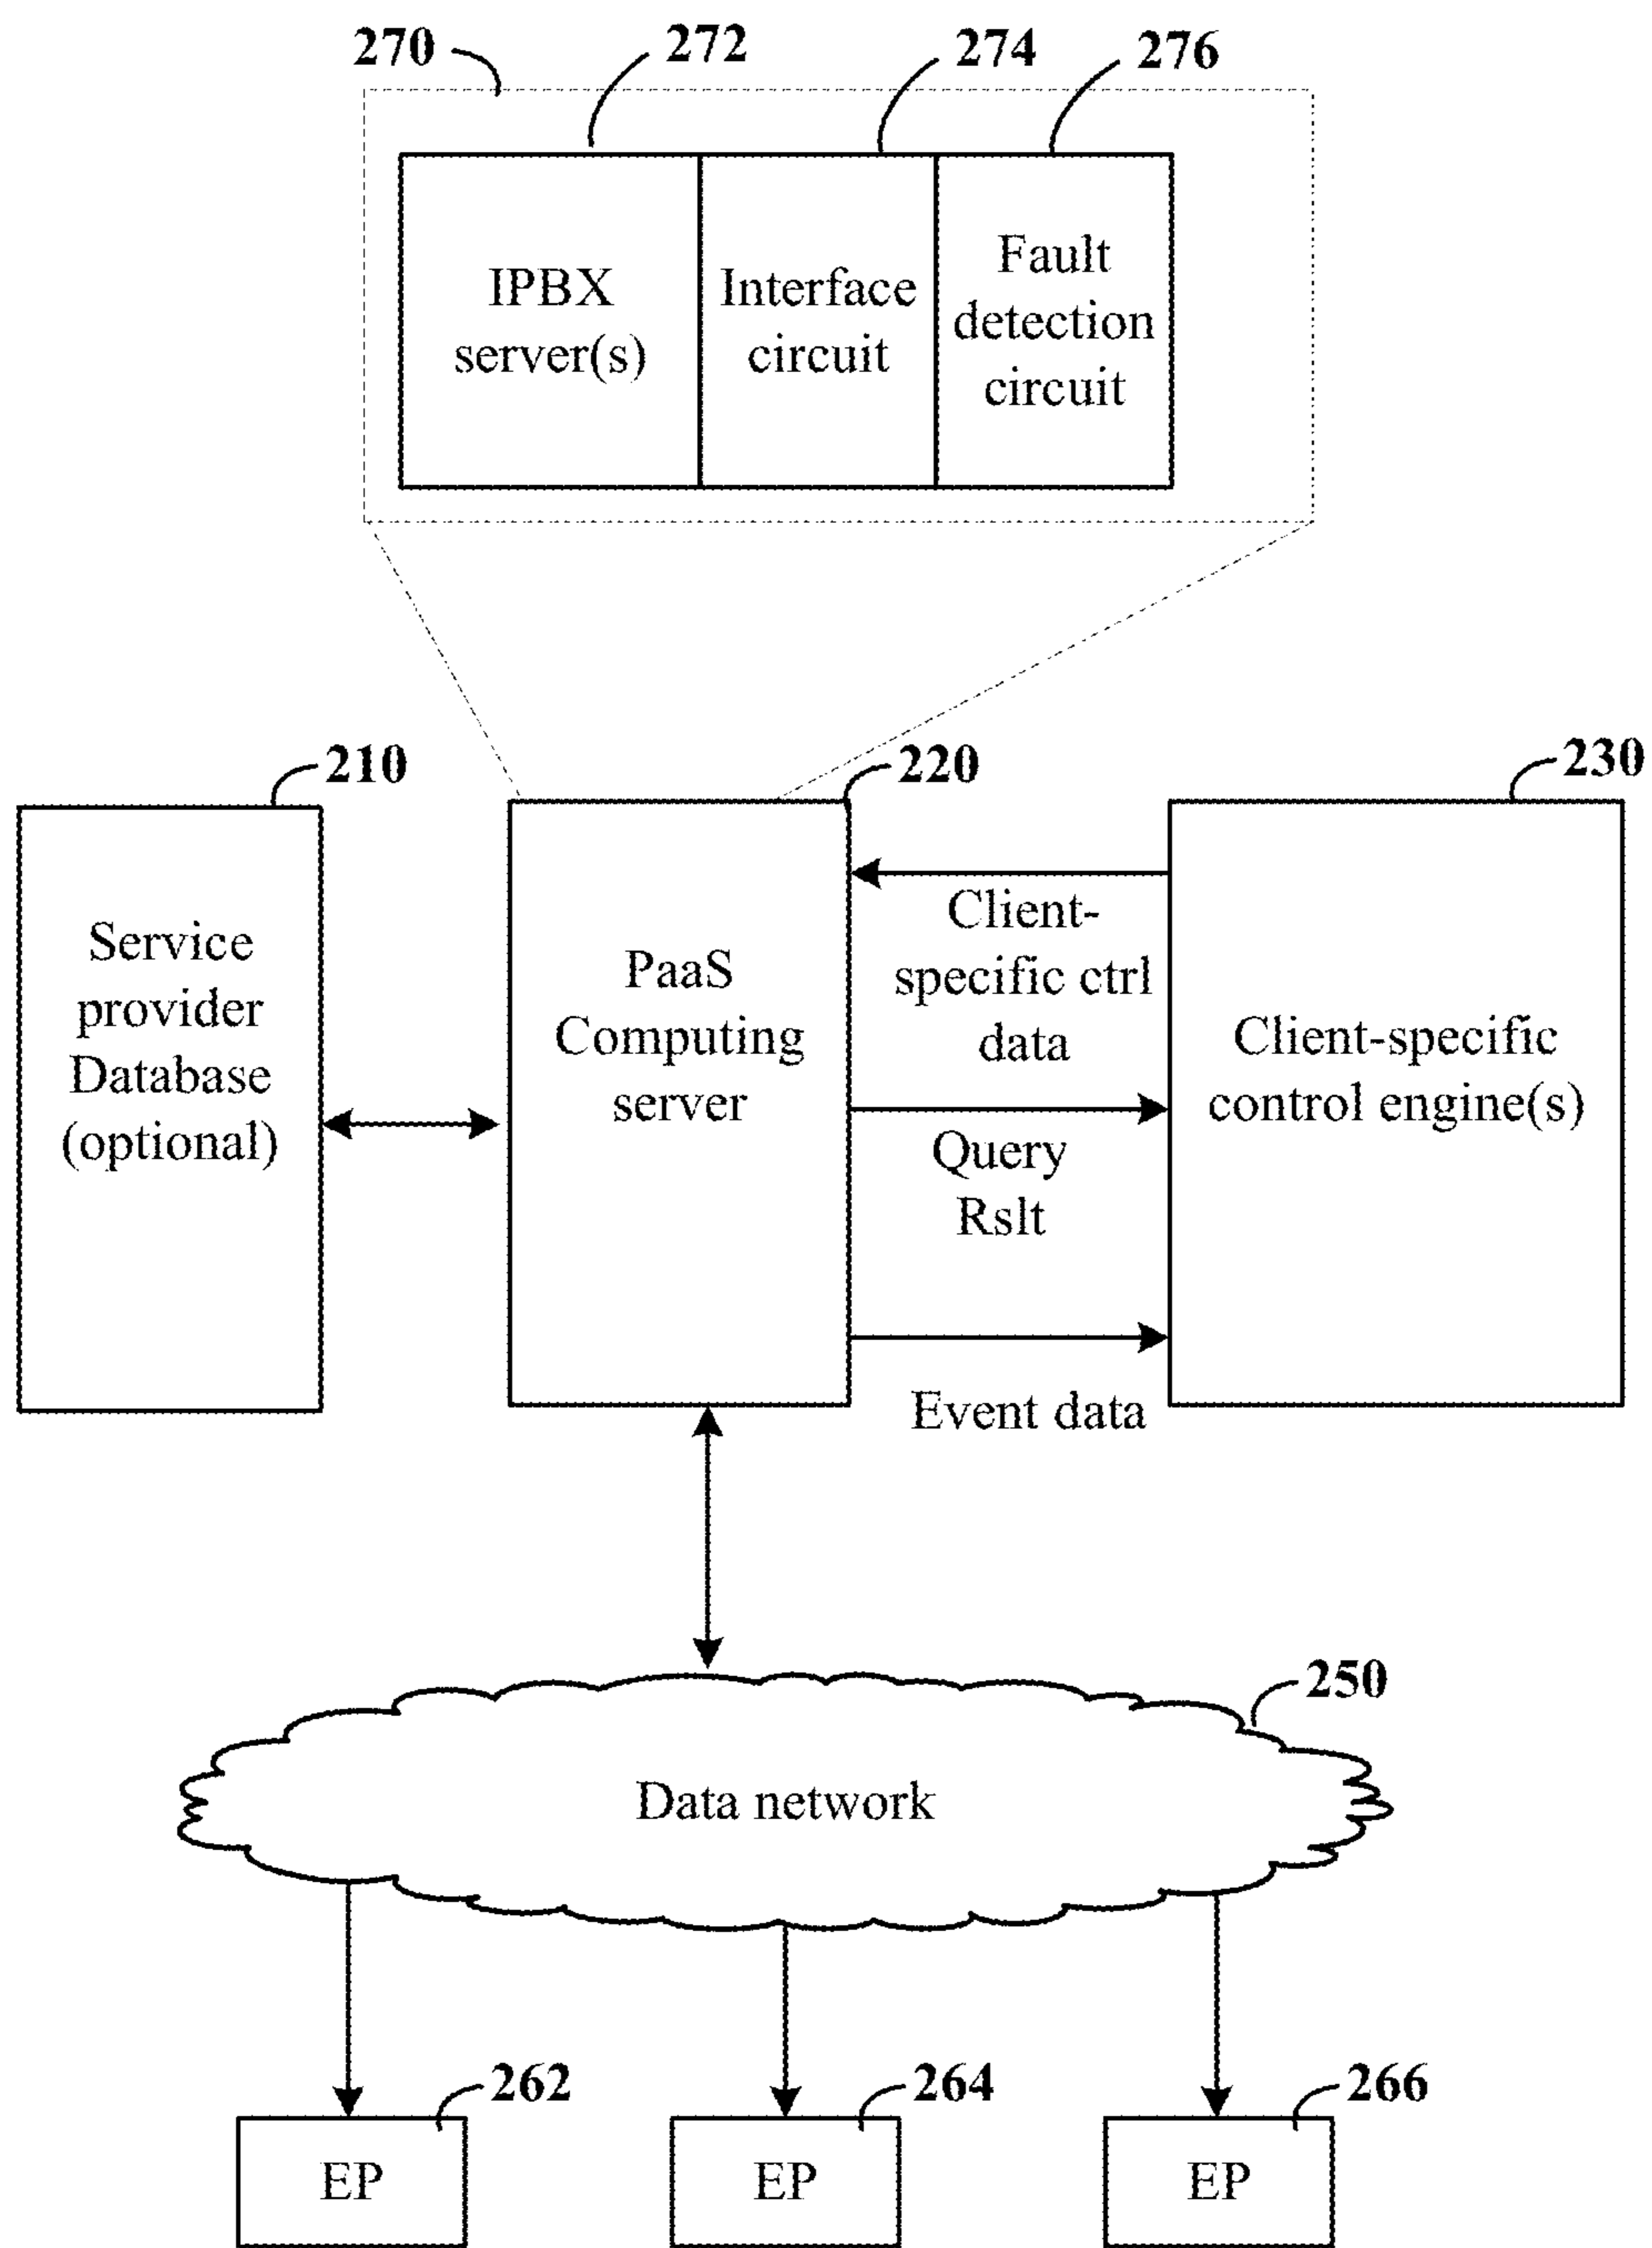 270
272
274
276
IPBX
server(s)
Interface
circuit
Fault
detection
circuit
210
220
230
Service
provider
Database
(optional)
PaaS
Computing
server
Client-
specific ctrl
data
Query
Rslt
Event data
Client-specific
control engine(s)
250
Data network
262
264
266
EP
EP
EP